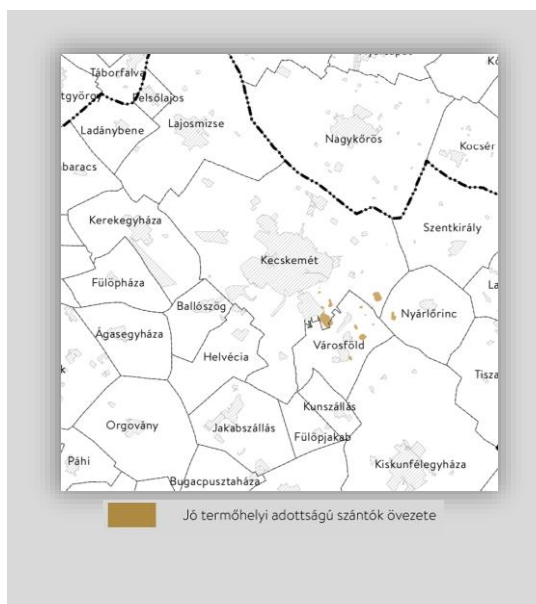 Táborfalva
Felsőlajos
Lajosmizse
Ladánybene
Nagykőrös
Kocsér
Kerekegyháza
Szentkirály
Kecskemét
Fülöpháza
Ballószög
Nyárlőrinc
Ágasegyháza
Városföld
Helvécia
Kunszállás
Orgovány
Jakabszállás
Fülöpjakab
Páhi
Kiskunfélegyháza
Bugacpusztaháza
Jó termőhelyi adottságú szántók övezete